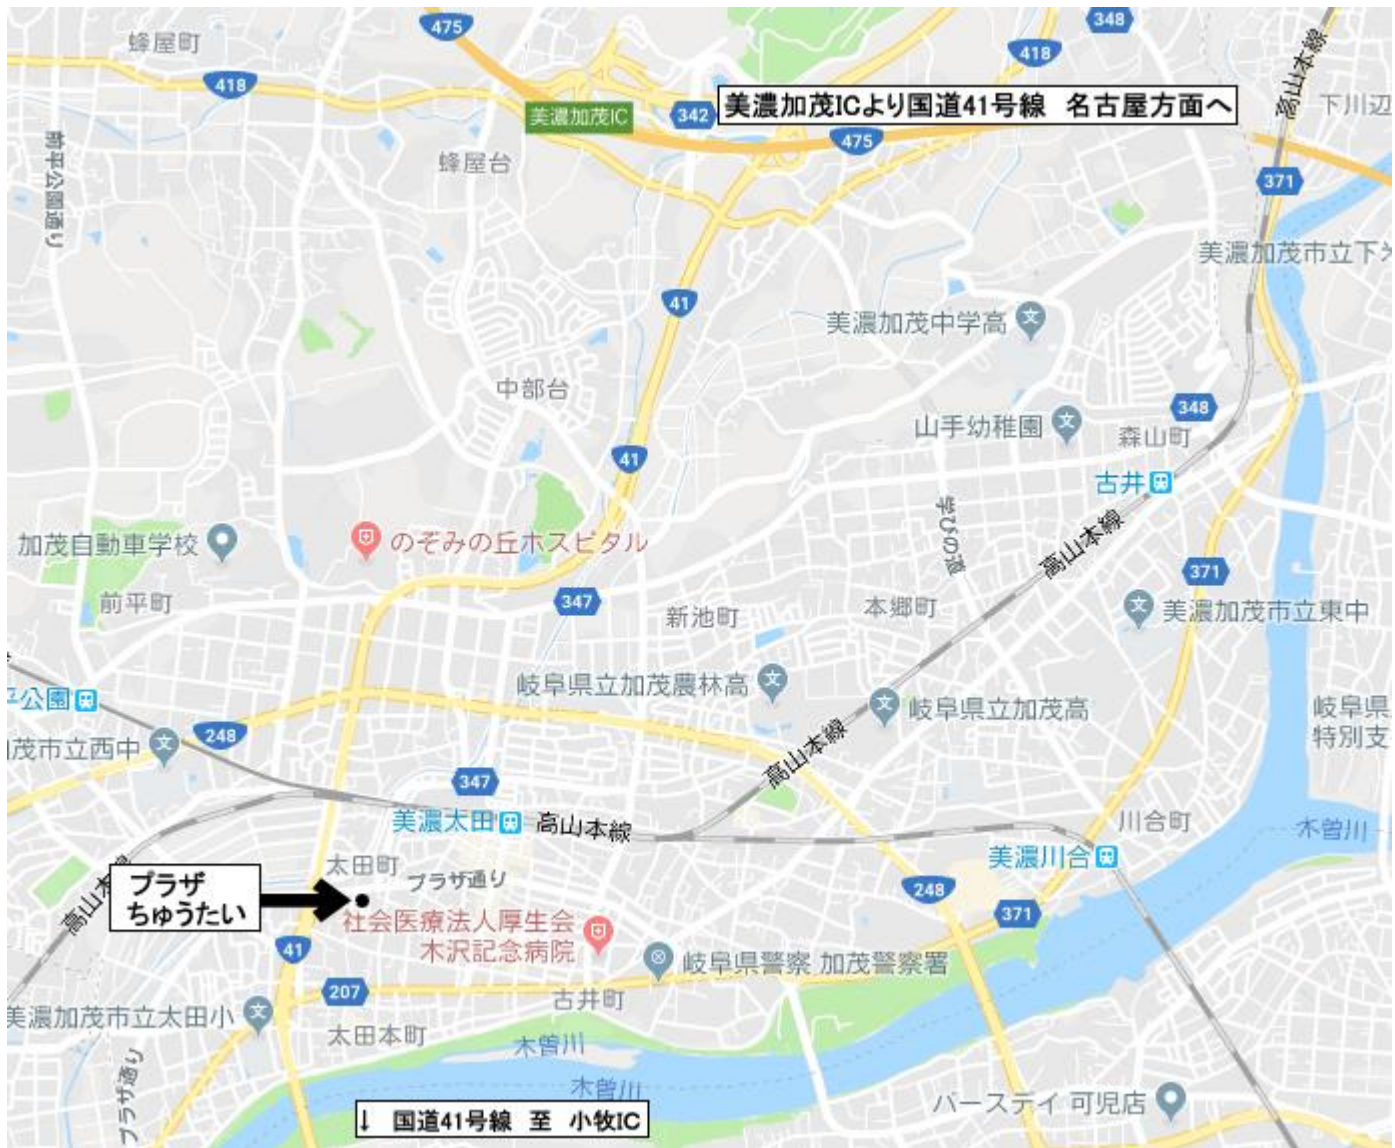 475
348
蜂屋町
418
418
高山本線
下川辺
美濃加茂IC
342
美濃加茂ICより国道41号線 名古屋方面へ
475
前平公園通り
蜂屋台
371
美濃加茂市立下米
41
美濃加茂中学高
中部台
348
山手幼稚園
森山町
41
古井
学びの道
高山本線
加茂自動車学校
のぞみの丘ホスピタル
371
前平町
347
新池町
本郷町
美濃加茂市立東中
岐阜県立加茂農林高
平公園
岐阜県立加茂高
岐阜県
特別支
248
加茂市立西中
高山本線
347
美濃太田
高山本線
川合町
木曽川
美濃川合
太田町
プラザ通り
高山本線
プラザ
ちゅうたい
248
371
社会医療法人厚生会
木沢記念病院
41
岐阜県警察 加茂警察署
207
古井町
美濃加茂市立太田小
太田本町
木曽川
木曽川
プラザ通り
バースデイ 可児店
↓ 国道41号線 至 小牧IC